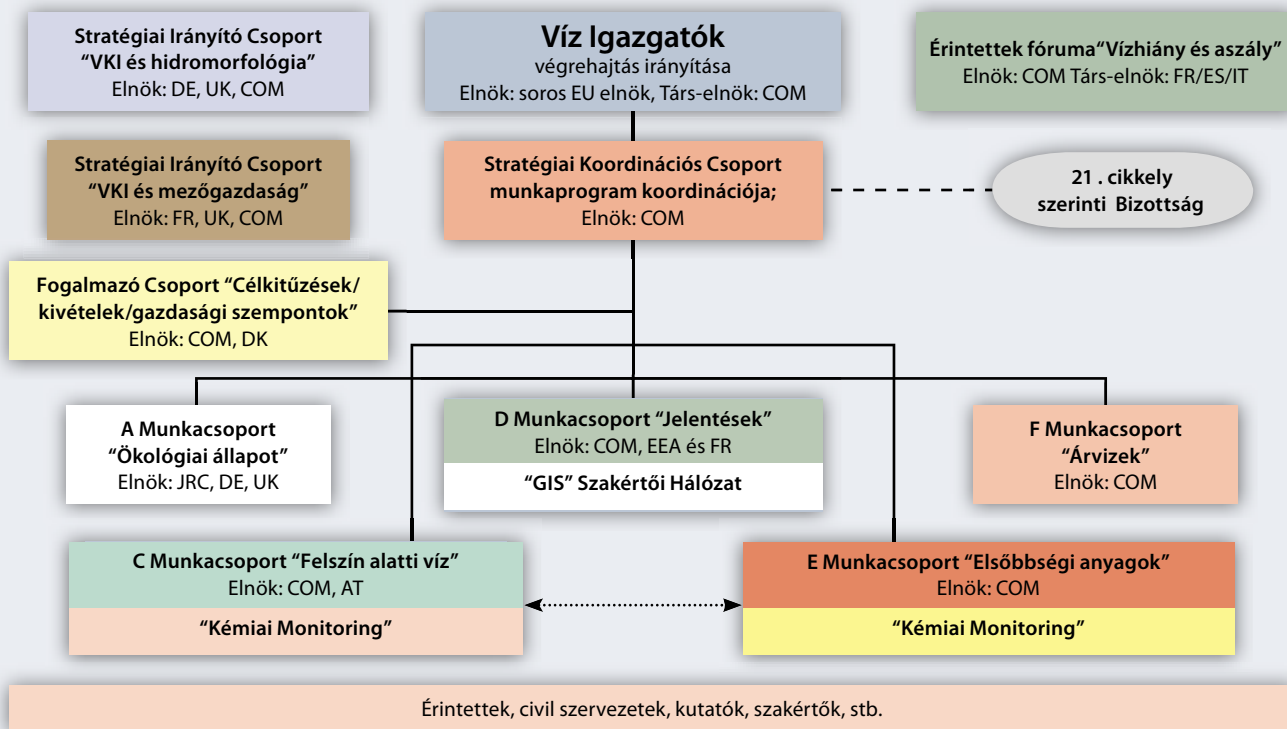 Stratégiai Irányító Csoport
“VKI és hidromorfológia”
Elnök: DE, UK, COM
Víz Igazgatók
végrehajtás irányítása
Elnök: soros EU elnök, Társ-elnök: COM
Érintettek fóruma“Vízhiány és aszály”
Elnök: COM Társ-elnök: FR/ES/IT
Stratégiai Irányító Csoport
“VKI és mezőgazdaság”
Elnök: FR, UK, COM
Stratégiai Koordinációs Csoport
munkaprogram koordinációja;
Elnök: COM
21 . cikkely
szerinti Bizottság
Fogalmazó Csoport “Célkitűzések/
kivételek/gazdasági szempontok”
Elnök: COM, DK
A Munkacsoport
“Ökológiai állapot”
Elnök: JRC, DE, UK
D Munkacsoport “Jelentések”
Elnök: COM, EEA és FR
“GIS” Szakértői Hálózat
F Munkacsoport
“Árvizek”
Elnök: COM
C Munkacsoport “Felszín alatti víz”
Elnök: COM, AT
“Kémiai Monitoring”
E Munkacsoport “Elsőbbségi anyagok”
Elnök: COM
“Kémiai Monitoring”
Érintettek, civil szervezetek, kutatók, szakértők, stb.